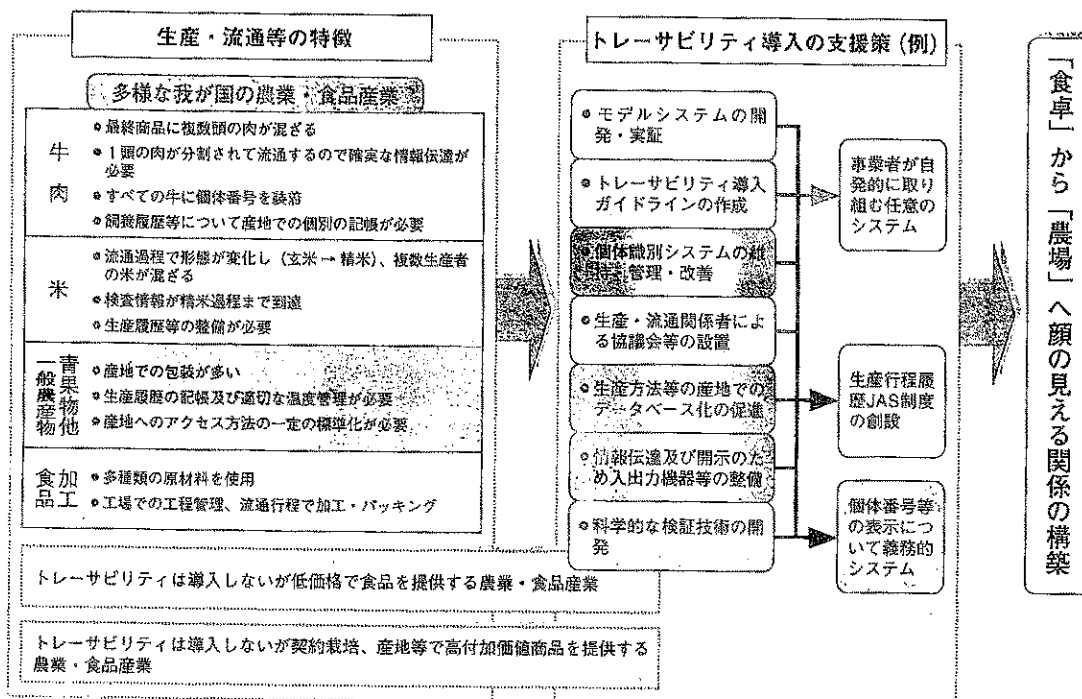 生産・流通等の特徴
多様な我が国の農業・食品産業
牛肉
最終商品に複数頭の肉が混ざる
1頭の肉が分割されて流通するので確実な情報伝達が
必要
すべての牛に個体番号を装着
飼養履歴等について産地での個別の記帳が必要
米
流通過程で形態が変化し（玄米→精米）、複数生産者
の米が混ざる
検査情報が精米過程まで到達
生産履歴等の整備が必要
青果物他
一般農産物
産地での包装が多い
生産履歴の記帳及び適切な温度管理が必要
産地へのアクセス方法の一定の標準化が必要
加工
食品
多種類の原材料を使用
工場での工程管理、流通行程で加工・パッキング
トレーサビリティは導入しないが低価格で食品を提供する農業・食品産業
トレーサビリティは導入しないが契約栽培、産地等で高付加価値商品を提供する
農業・食品産業
トレーサビリティ導入の支援策（例）
モデルシステムの開
発・実証
トレーサビリティ導入
ガイドラインの作成
個体識別システムの維
持・管理・改善
生産・流通関係者によ
る協議会等の設置
生産方法等の産地での
データベース化の促進
情報伝達及び開示のた
め入出力機器等の整備
科学的な検証技術の開
発
事業者が自
発的に取り
組む任意の
システム
生産行程履
歴JAS制度
の創設
個体番号等
の表示につ
いて義務的
システム
「食卓」から「農場」へ顔の見える関係の構築